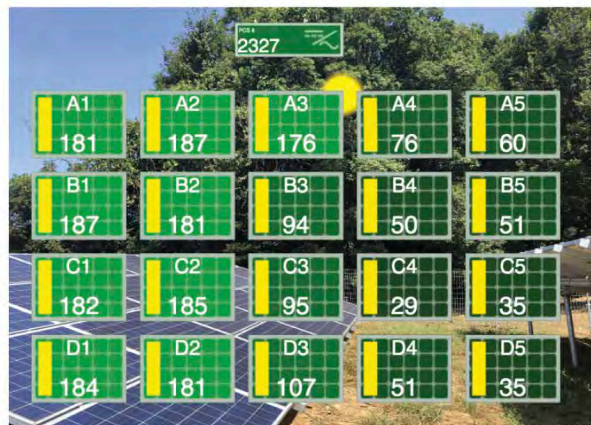 PCS 8
2327
A1 A2 A3 A4 A5
181 187 176 76 60
B1 B2 B3 B4 B5
187 181 94 50 51
C1 C2 C3 C4 C5
182 185 95 29 35
D1 D2 D3 D4 D5
184 181 107 51 35